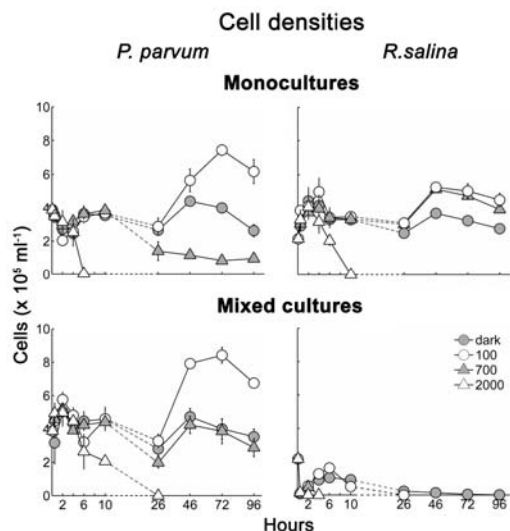 Cell densities
P. parvum R.salina
Monocultures
10
8
6
4
2
0
Cells (x 10⁵ ml⁻¹)
Mixed cultures
10
8
6
4
2
0
dark
100
700
2000
2 6 10 26 46 72 96 2 6 10 26 46 72 96
Hours